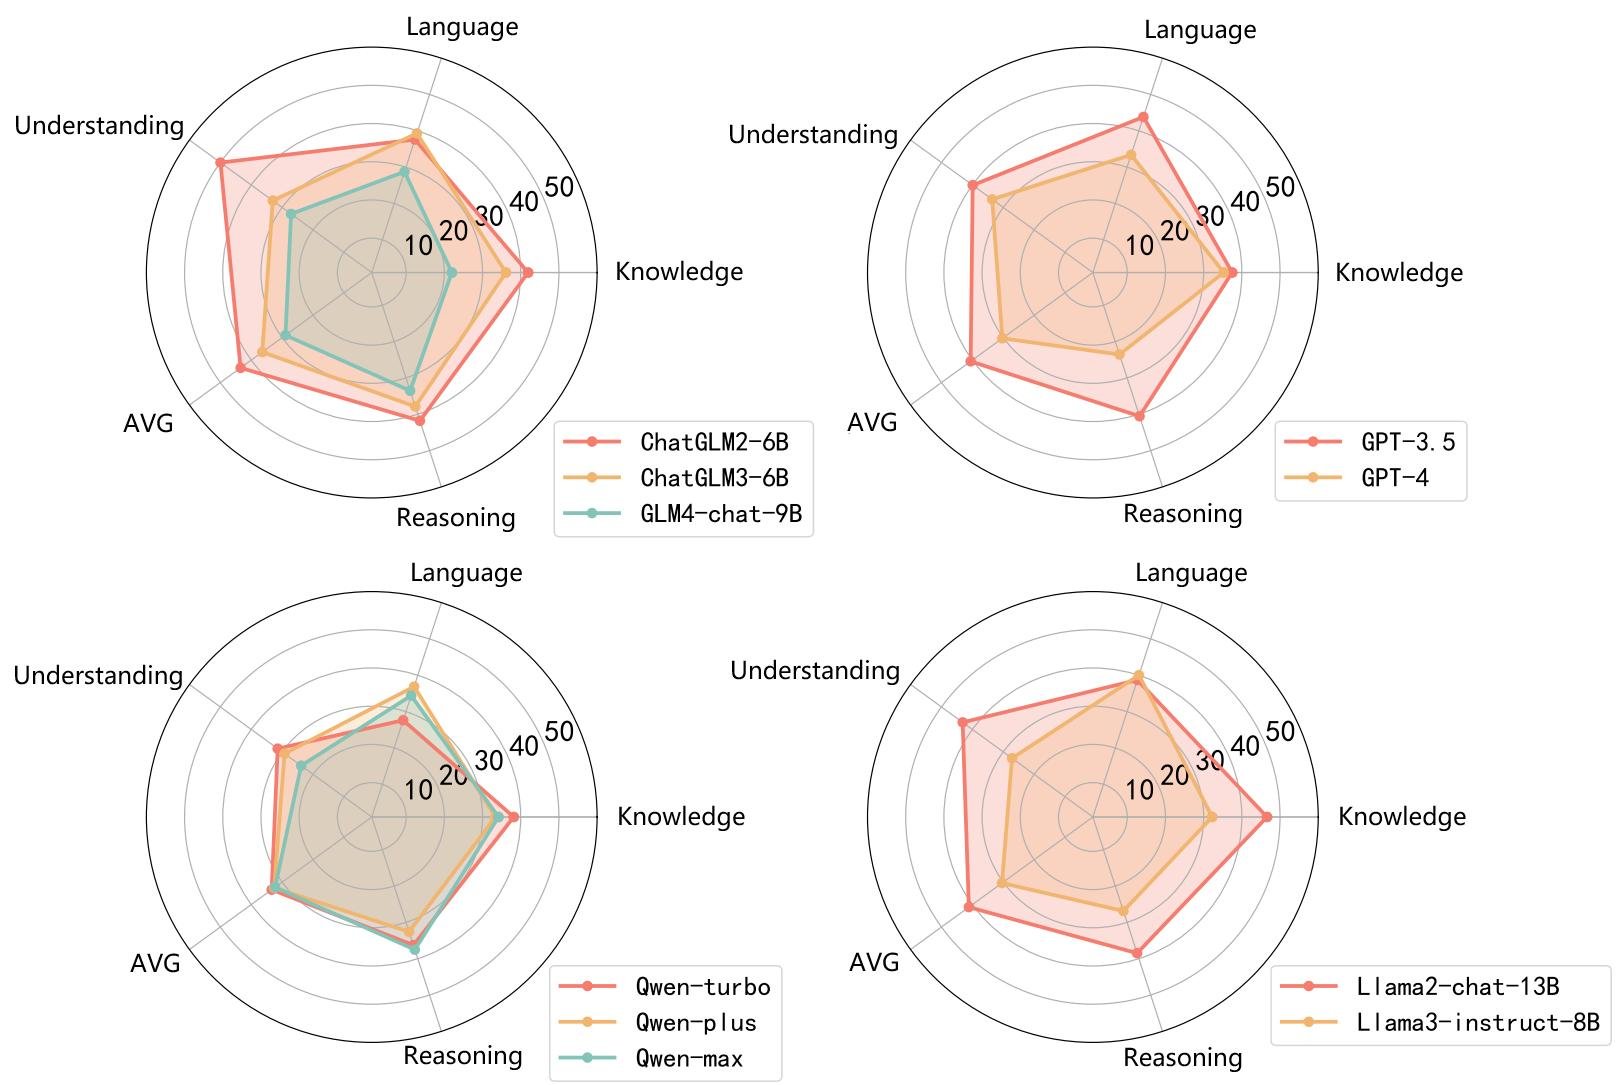 Language
Understanding
50
40
30
20
10
Knowledge
AVG
Reasoning
ChatGLM2-6B
ChatGLM3-6B
GLM4-chat-9B
Language
Understanding
50
40
30
20
10
Knowledge
AVG
Reasoning
GPT-3.5
GPT-4
Language
Understanding
50
40
30
20
10
Knowledge
AVG
Reasoning
Qwen-turbo
Qwen-plus
Qwen-max
Language
Understanding
50
40
30
20
10
Knowledge
AVG
Reasoning
Llama2-chat-13B
Llama3-instruct-8B